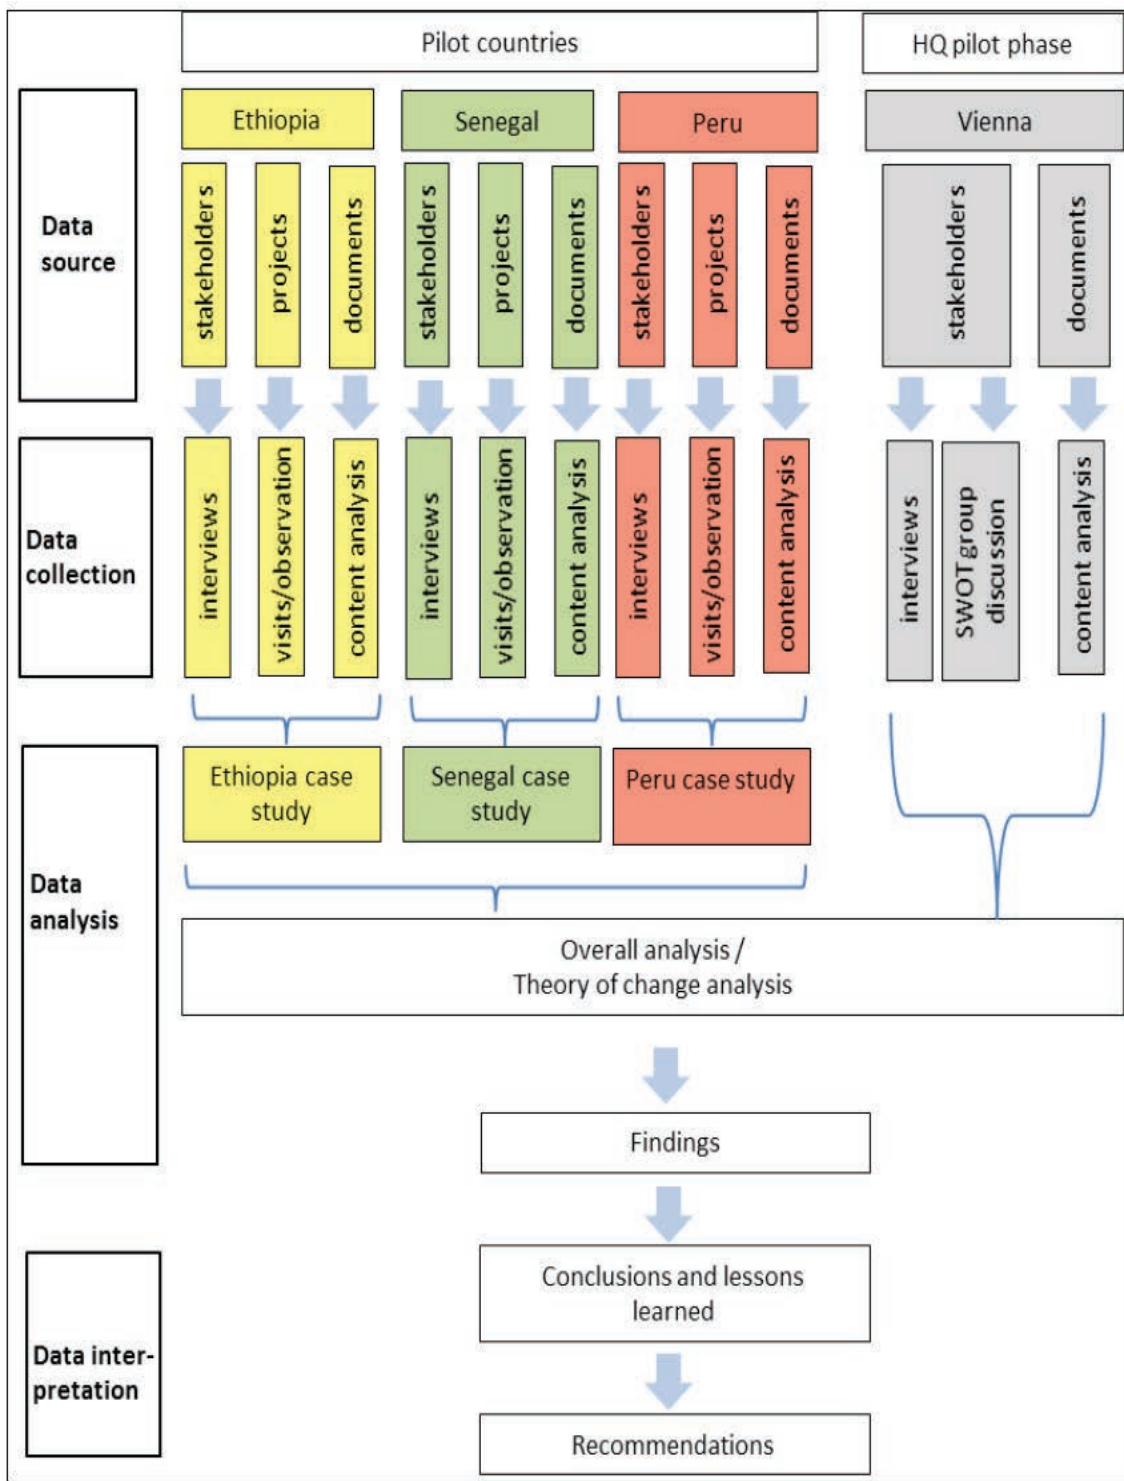 Pilot countries
HQ pilot phase
Ethiopia
Senegal
Peru
Vienna
Data
source
stakeholders
projects
documents
stakeholders
projects
documents
stakeholders
projects
documents
stakeholders
documents
Data
collection
interviews
visits/observation
content analysis
interviews
visits/observation
content analysis
interviews
visits/observation
content analysis
interviews
SWOT group
discussion
content analysis
Data
analysis
Ethiopia case
study
Senegal case
study
Peru case study
Overall analysis /
Theory of change analysis
Findings
Data inter-
pretation
Conclusions and lessons
learned
Recommendations